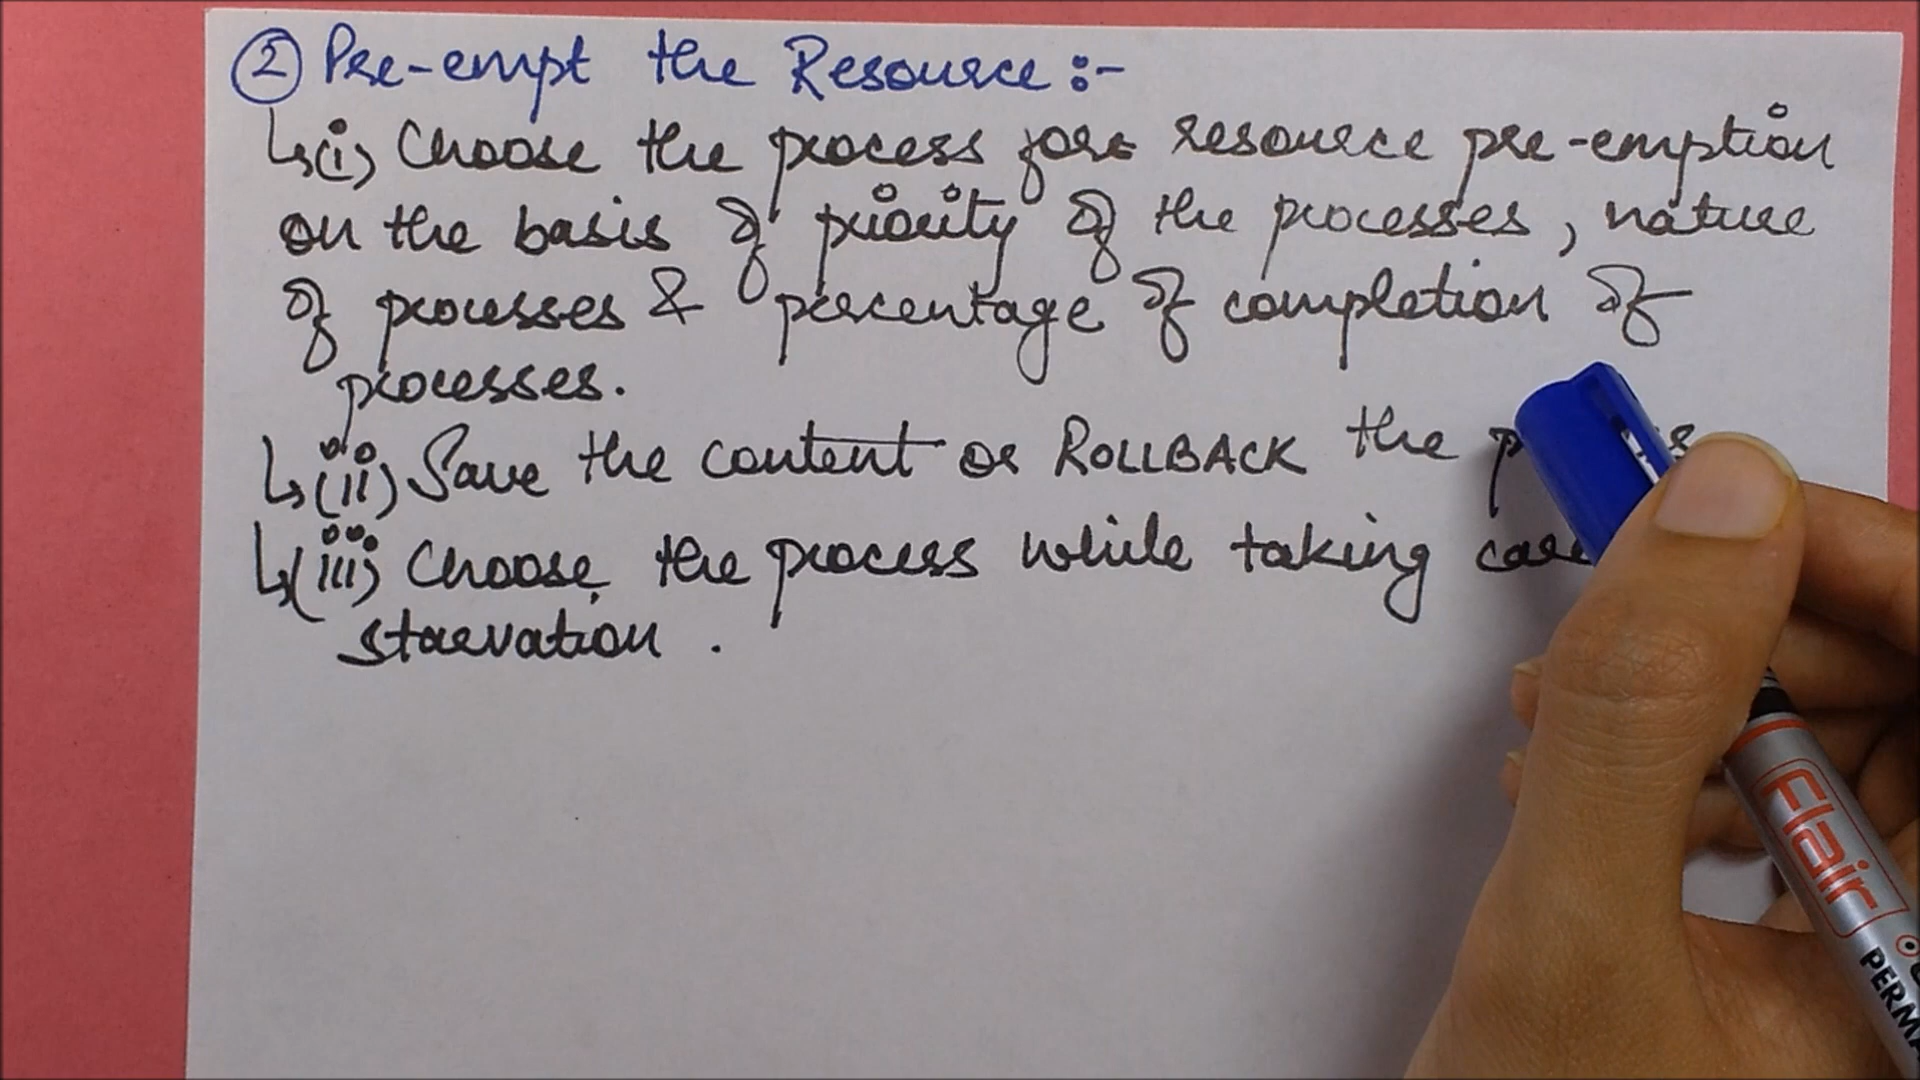 ② Pre-empt the Resource :-
↳(i) Choose the process for resource pre-emption
on the basis of priority of the processes, nature
of processes & percentage of completion of
processes.
↳(ii) Save the content or ROLLBACK the
↳(iii) Choose the process while taking care
starvation .
Flair